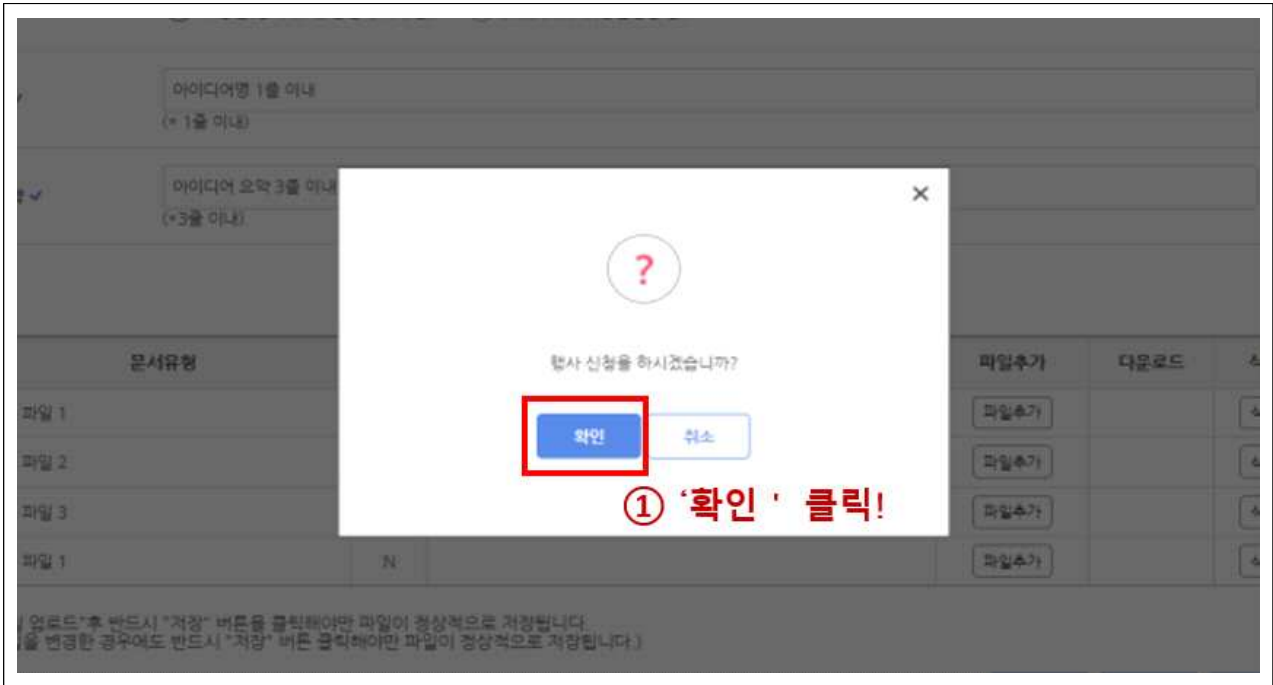 아이디어명 1줄 이내
(* 1줄 이내)
아이디어 요약 3줄 이내
(*3줄 이내)
?
행사 신청을 하시겠습니까?
확인 취소
① ‘확인 ' 클릭!
문서유형 파일추가 다운로드
파일 1 파일추가
파일 2 파일추가
파일 3 파일추가
파일 1 N 파일추가
업로드"후 반드시 "저장" 버튼을 클릭해야만 파일이 정상적으로 저장됩니다.
을 변경한 경우에도 반드시 "저장" 버튼 클릭해야만 파일이 정상적으로 저장됩니다.)